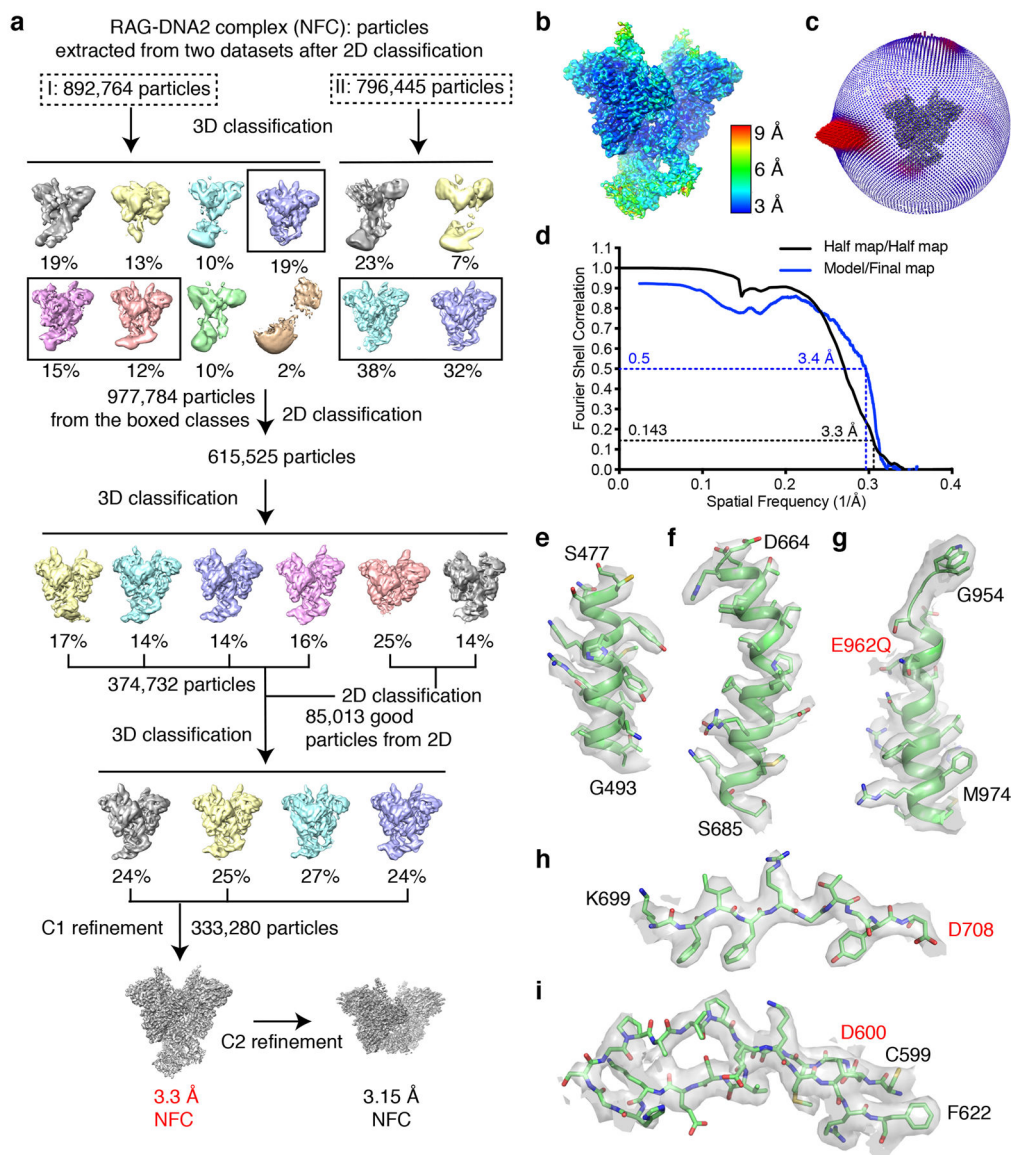 a
RAG-DNA2 complex (NFC): particles
extracted from two datasets after 2D classification
I: 892,764 particles
II: 796,445 particles
3D classification
19%
13%
10%
19%
23%
7%
15%
12%
10%
2%
38%
32%
977,784 particles
from the boxed classes
2D classification
615,525 particles
3D classification
17%
14%
14%
16%
25%
14%
374,732 particles
2D classification
85,013 good
particles from 2D
3D classification
24%
25%
27%
24%
C1 refinement
333,280 particles
C2 refinement
3.3 Å
NFC
3.15 Å
NFC
b
9 Å
6 Å
3 Å
c
d
Half map/Half map
Model/Final map
Fourier Shell Correlation
1.1
1.0
0.9
0.8
0.7
0.6
0.5
0.4
0.3
0.2
0.1
0.0
0.5
3.4 Å
0.143
3.3 Å
0.0
0.1
0.2
0.3
0.4
Spatial Frequency (1/Å)
e
S477
G493
f
D664
S685
g
G954
E962Q
M974
h
K699
D708
i
D600
C599
F622